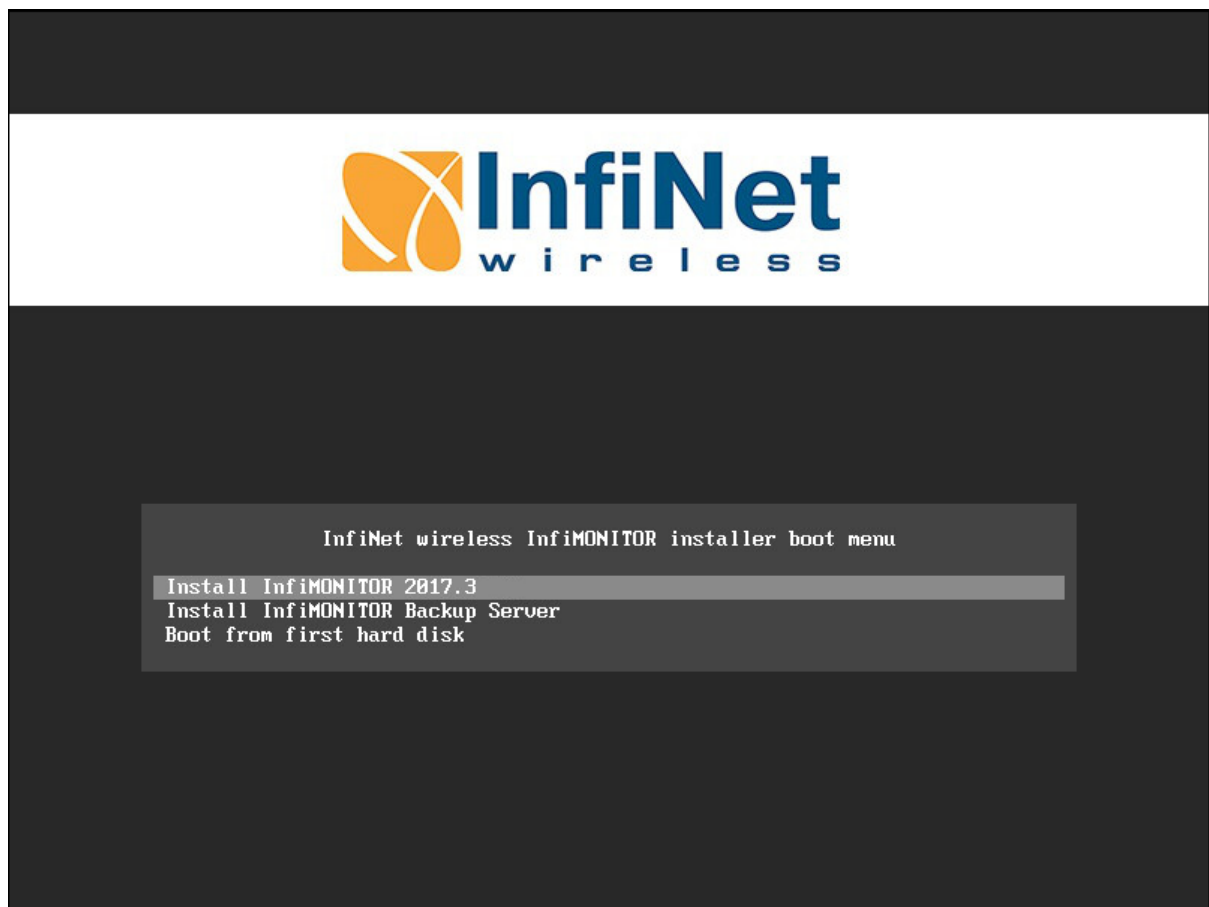 InfiNet
wireless
InfiNet wireless InfiMONITOR installer boot menu
Install InfiMONITOR 2017.3
Install InfiMONITOR Backup Server
Boot from first hard disk